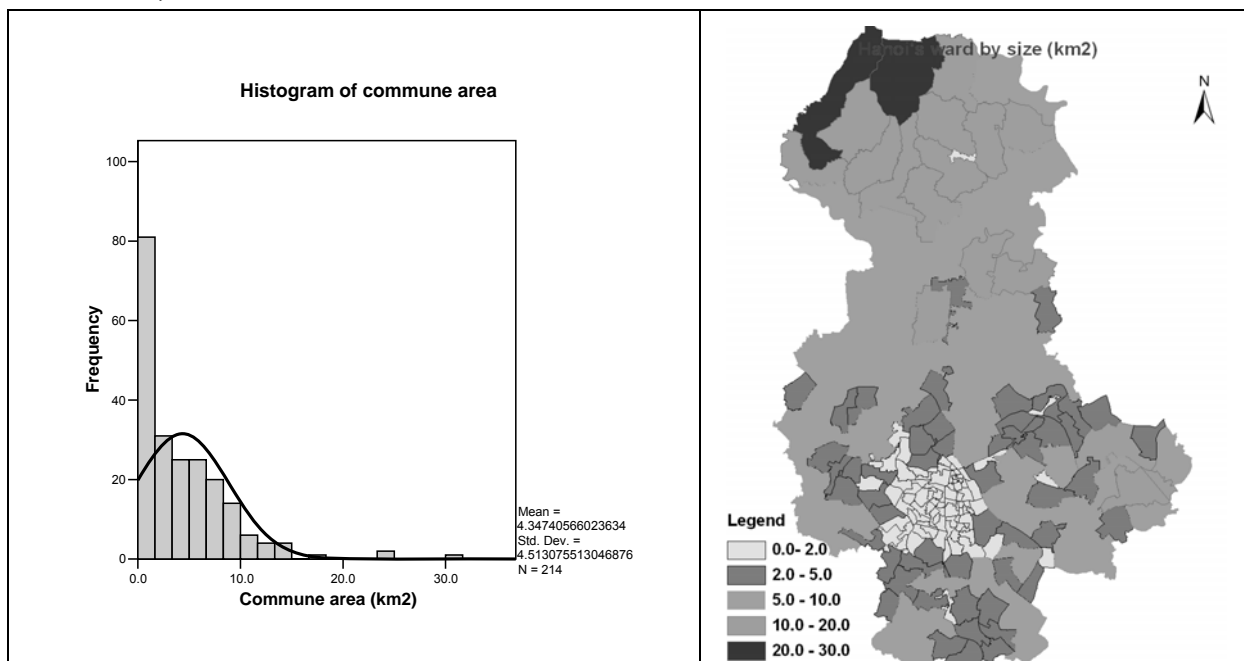 Histogram of commune area
100
80
60
40
20
0
Frequency
0.0 10.0 20.0 30.0
Commune area (km2)
Mean =
4.34740566023634
Std. Dev. =
4.513075513046876
N = 214
Hanoi's ward by size (km2)
N
Legend
0.0- 2.0
2.0 - 5.0
5.0 - 10.0
10.0 - 20.0
20.0 - 30.0